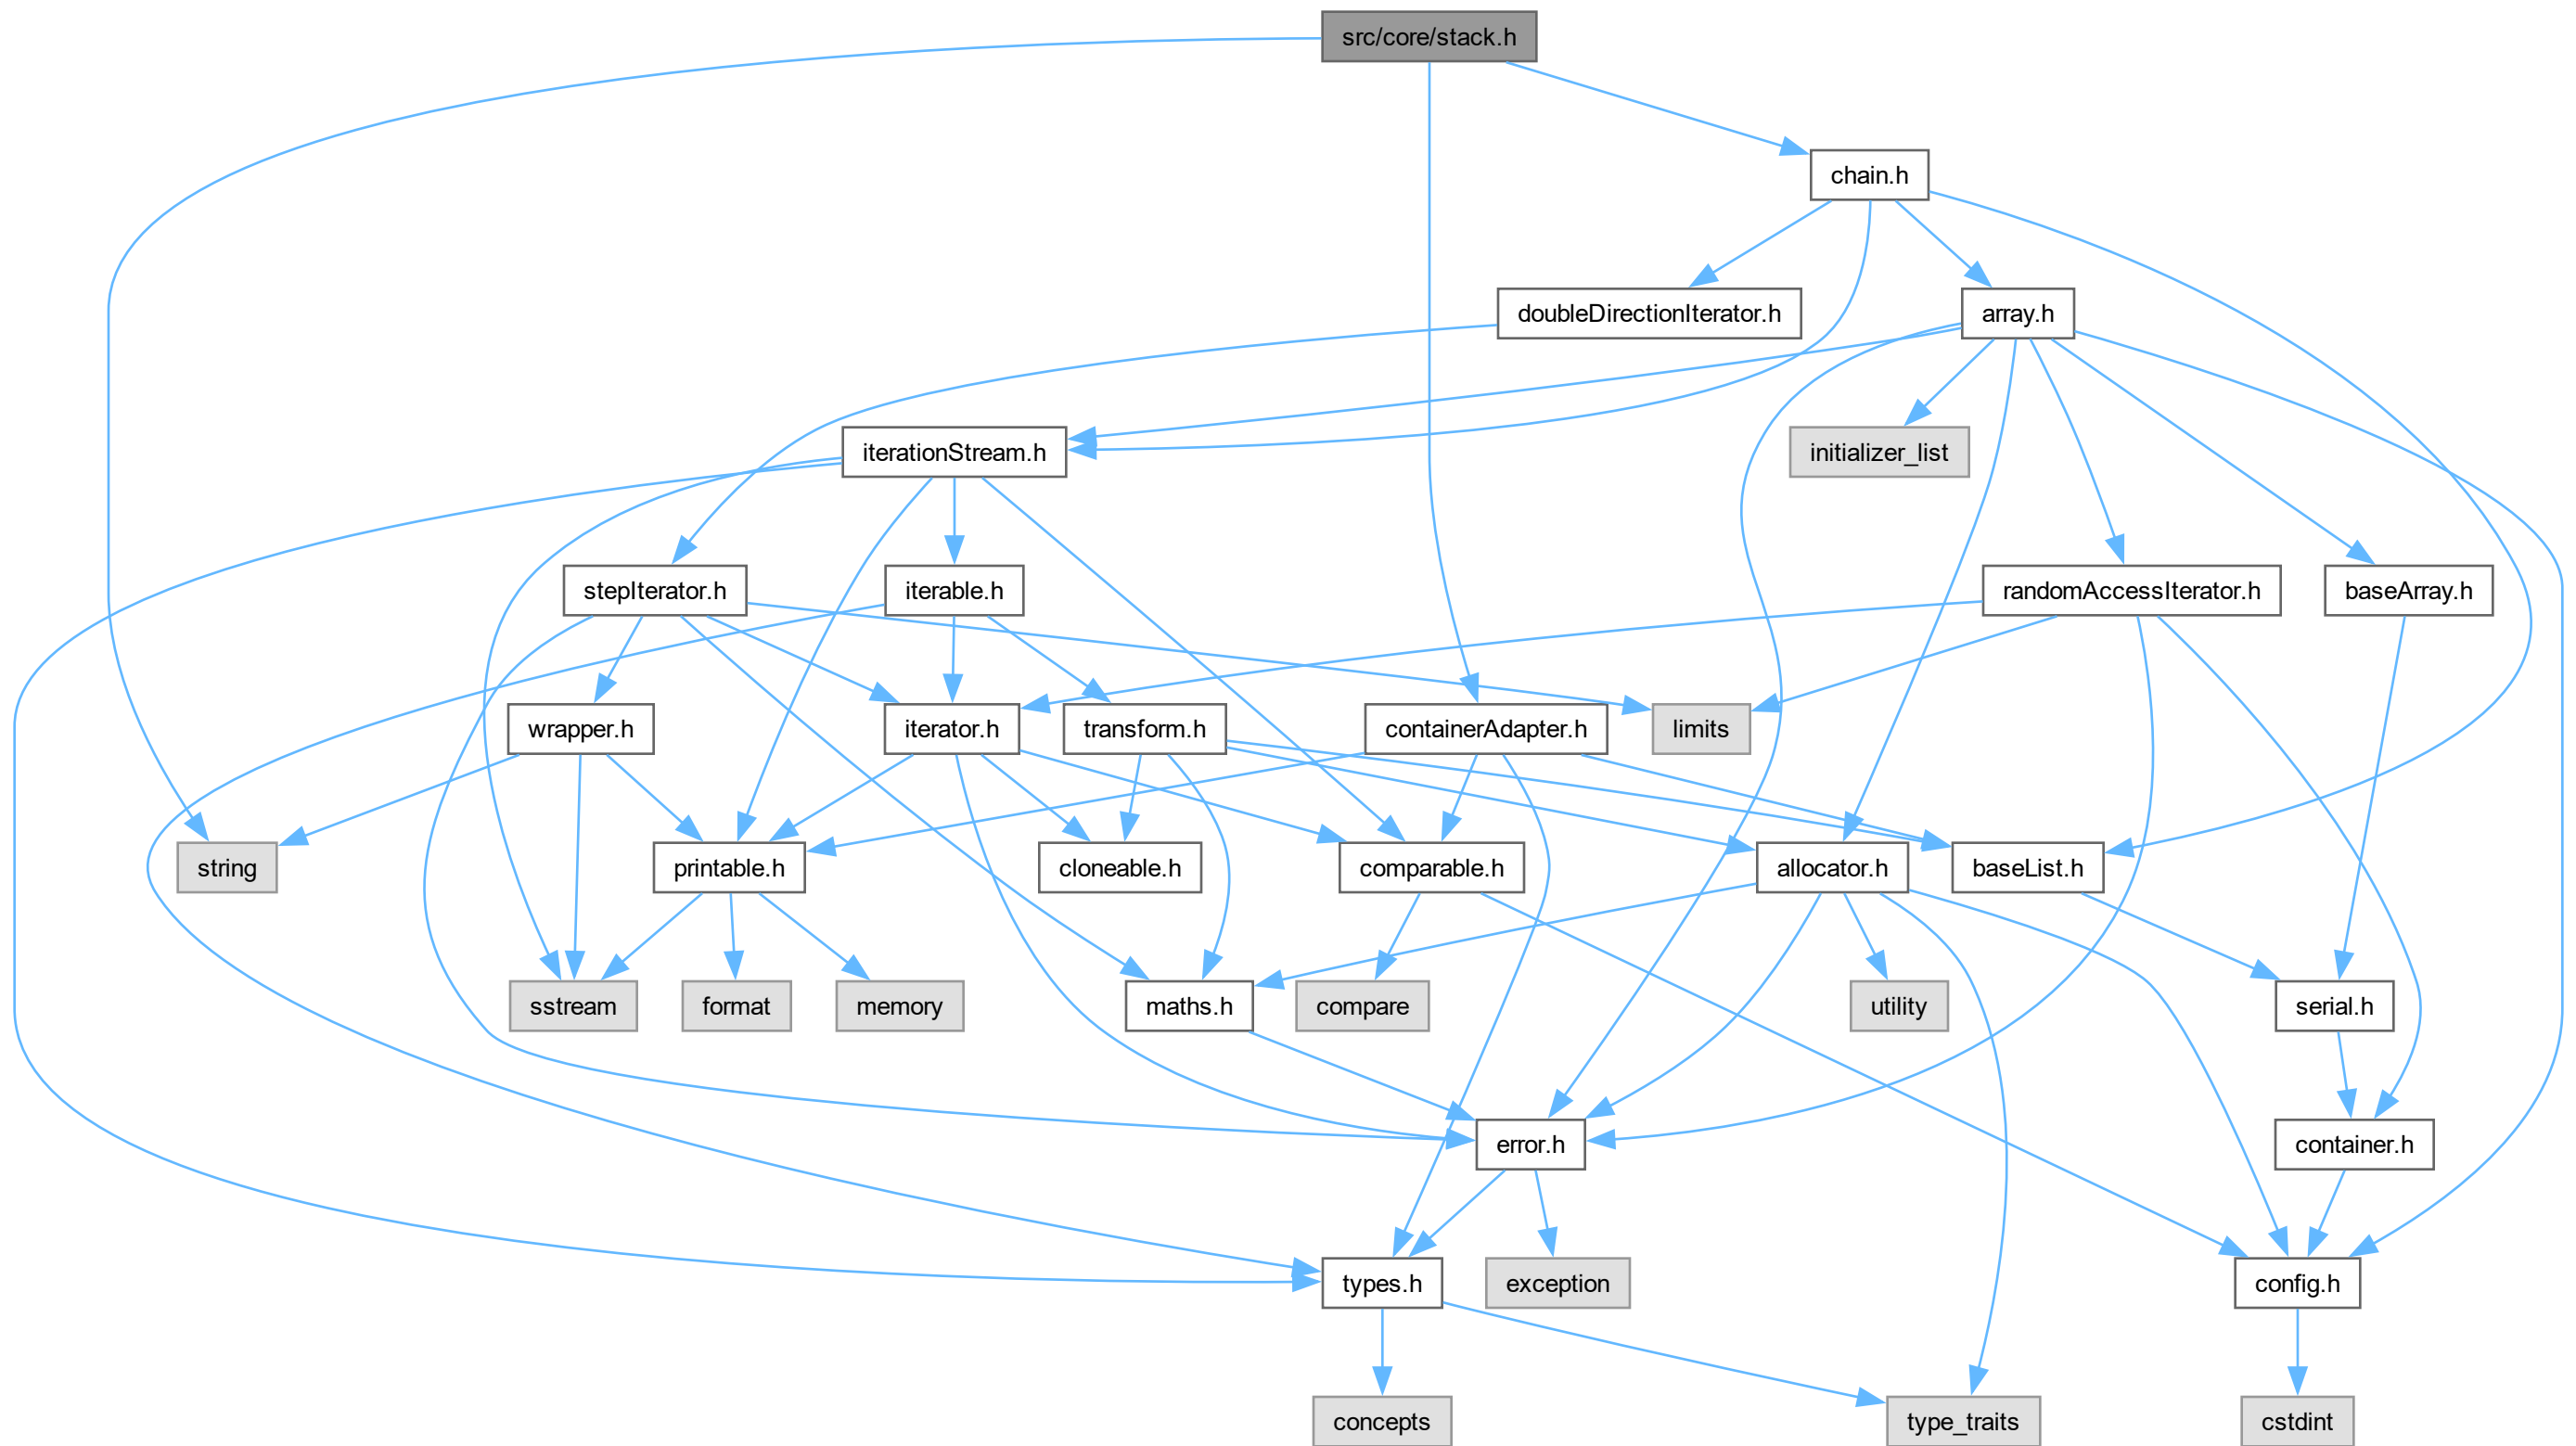 src/core/stack.h
chain.h
doubleDirectionIterator.h
array.h
iterationStream.h
initializer_list
stepIterator.h
iterable.h
randomAccessIterator.h
baseArray.h
wrapper.h
iterator.h
transform.h
containerAdapter.h
limits
string
printable.h
cloneable.h
comparable.h
allocator.h
baseList.h
sstream
format
memory
maths.h
compare
utility
serial.h
error.h
container.h
types.h
exception
config.h
concepts
type_traits
cstdint